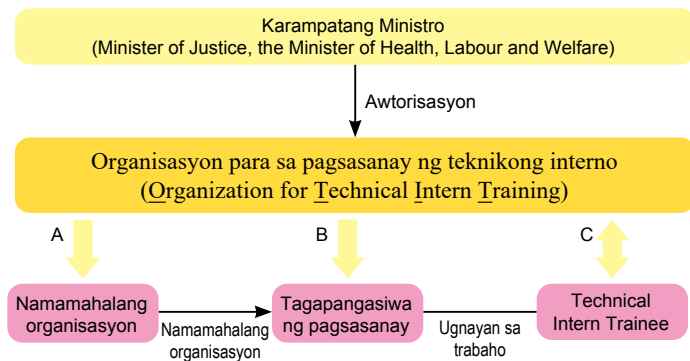 Karampatang Ministro
(Minister of Justice, the Minister of Health, Labour and Welfare)
Awtorisasyon
Organisasyon para sa pagsasanay ng teknikong interno
(Organization for Technical Intern Training)
A
B
C
Namamahalang
organisasyon
Namamahalang
organisasyon
Tagapangasiwa
ng pagsasanay
Ugnayan sa
trabaho
Technical
Intern Trainee